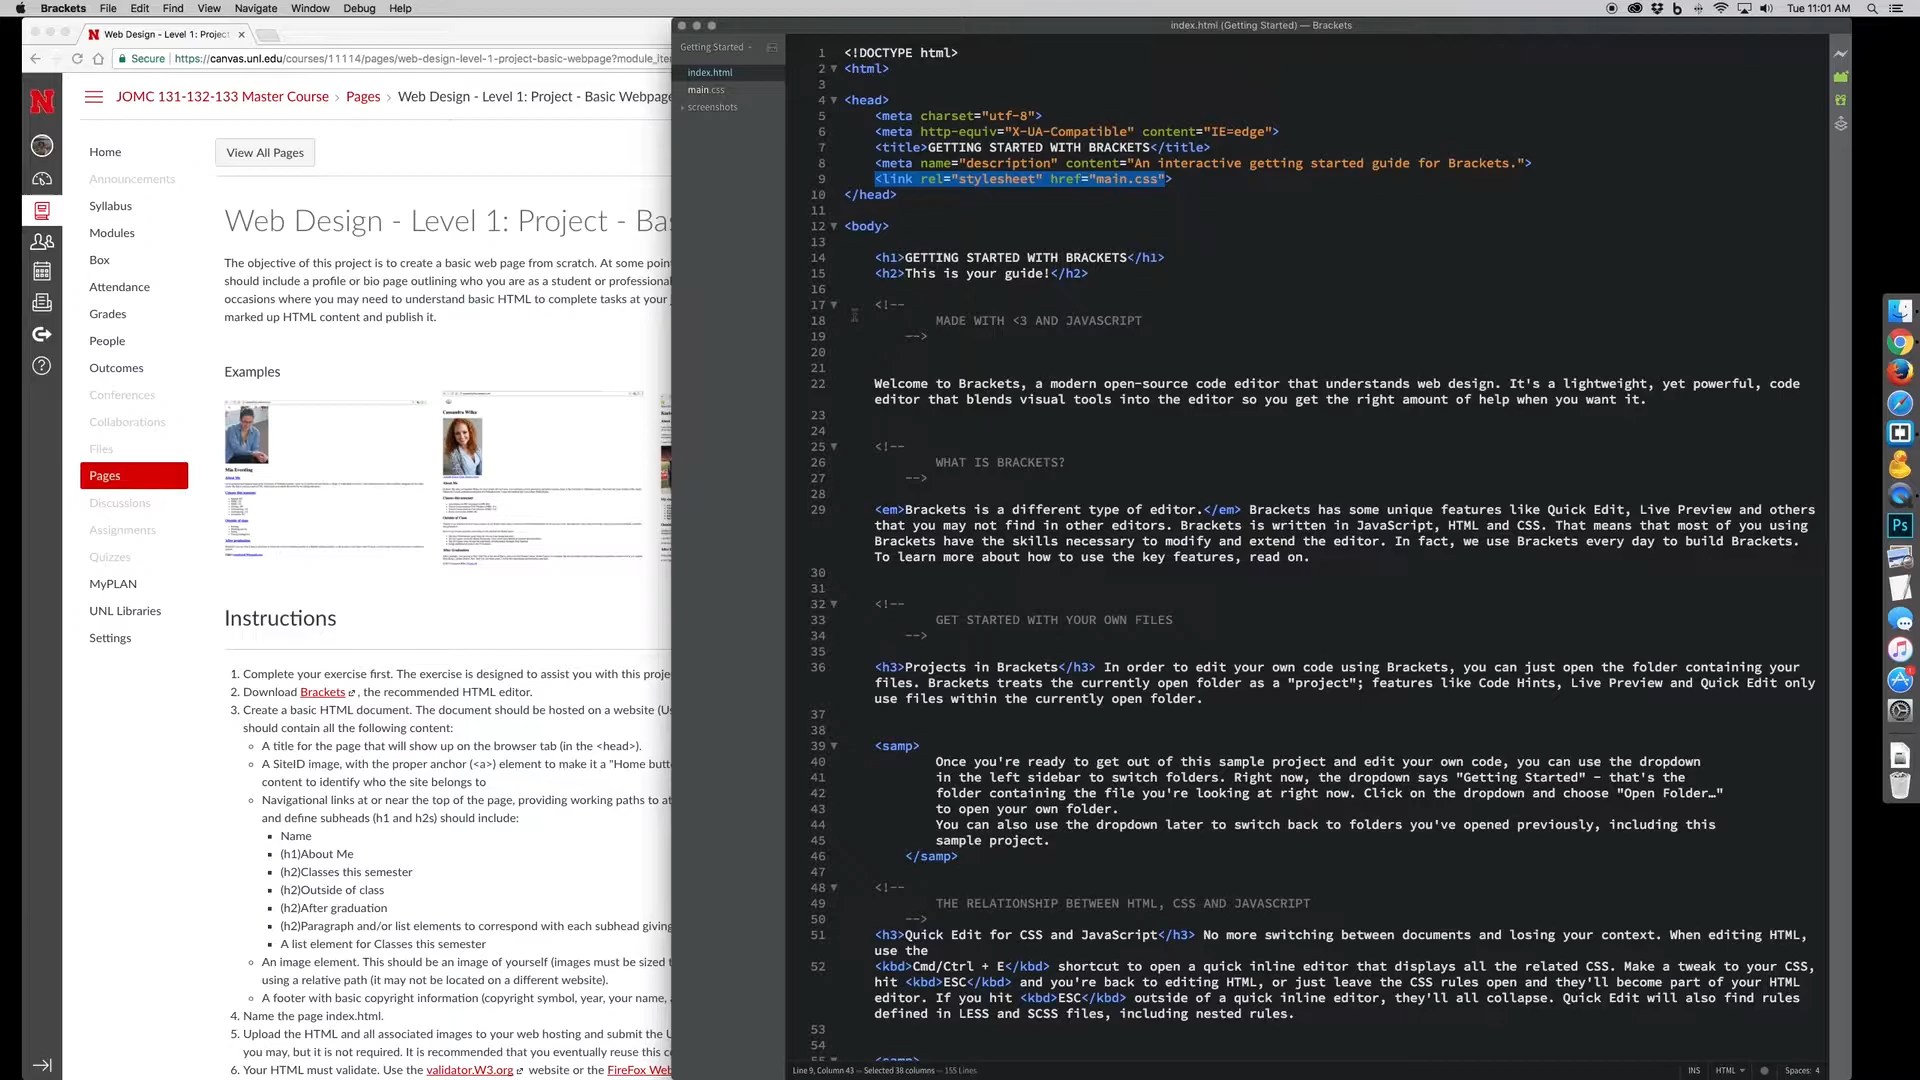 Brackets File Edit Find View Navigate Window Debug Help
Tue 11:01 AM
Web Design - Level 1: Project
Secure https://canvas.unl.edu/courses/11114/pages/web-design-level-1-project-basic-webpage?module_ite
JOMC 131-132-133 Master Course › Pages › Web Design - Level 1: Project - Basic Webpage
Home
Announcements
Syllabus
Modules
Box
Attendance
Grades
People
Outcomes
Conferences
Collaborations
Files
Pages
Discussions
Assignments
Quizzes
MyPLAN
UNL Libraries
Settings
View All Pages
Web Design - Level 1: Project - Bas
The objective of this project is to create a basic web page from scratch. At some point
should include a profile or bio page outlining who you are as a student or professional
occasions where you may need to understand basic HTML to complete tasks at your
marked up HTML content and publish it.
Examples
Mia Everding
About Me
Cassandra Wilka
About Me
Instructions
1. Complete your exercise first. The exercise is designed to assist you with this proje
2. Download Brackets, the recommended HTML editor.
3. Create a basic HTML document. The document should be hosted on a website (U
should contain all the following content:
A title for the page that will show up on the browser tab (in the <head>).
A SiteID image, with the proper anchor (<a>) element to make it a "Home butt
content to identify who the site belongs to
Navigational links at or near the top of the page, providing working paths to at
and define subheads (h1 and h2s) should include:
Name
(h1)About Me
(h2)Classes this semester
(h2)Outside of class
(h2)After graduation
(h2)Paragraph and/or list elements to correspond with each subhead giving
A list element for Classes this semester
An image element. This should be an image of yourself (images must be sized t
using a relative path (it may not be located on a different website).
A footer with basic copyright information (copyright symbol, year, your name,
4. Name the page index.html.
5. Upload the HTML and all associated images to your web hosting and submit the U
you may, but it is not required. It is recommended that you eventually reuse this c
6. Your HTML must validate. Use the validator.W3.org website or the FireFox Web
index.html (Getting Started) — Brackets
Getting Started
index.html
main.css
screenshots
1 <!DOCTYPE html>
2 <html>
3
4 <head>
5 <meta charset="utf-8">
6 <meta http-equiv="X-UA-Compatible" content="IE=edge">
7 <title>GETTING STARTED WITH BRACKETS</title>
8 <meta name="description" content="An interactive getting started guide for Brackets.">
9 <link rel="stylesheet" href="main.css">
10 </head>
11
12 <body>
13
14 <h1>GETTING STARTED WITH BRACKETS</h1>
15 <h2>This is your guide!</h2>
16
17 <!--
18 MADE WITH <3 AND JAVASCRIPT
19 -->
20
21
22 Welcome to Brackets, a modern open-source code editor that understands web design. It's a lightweight, yet powerful, code
editor that blends visual tools into the editor so you get the right amount of help when you want it.
23
24
25 <!--
26 WHAT IS BRACKETS?
27 -->
28
29 <em>Brackets is a different type of editor.</em> Brackets has some unique features like Quick Edit, Live Preview and others
that you may not find in other editors. Brackets is written in JavaScript, HTML and CSS. That means that most of you using
Brackets have the skills necessary to modify and extend the editor. In fact, we use Brackets every day to build Brackets.
To learn more about how to use the key features, read on.
30
31
32 <!--
33 GET STARTED WITH YOUR OWN FILES
34 -->
35
36 <h3>Projects in Brackets</h3> In order to edit your own code using Brackets, you can just open the folder containing your
files. Brackets treats the currently open folder as a "project"; features like Code Hints, Live Preview and Quick Edit only
use files within the currently open folder.
37
38
39 <samp>
40 Once you're ready to get out of this sample project and edit your own code, you can use the dropdown
41 in the left sidebar to switch folders. Right now, the dropdown says "Getting Started" - that's the
42 folder containing the file you're looking at right now. Click on the dropdown and choose "Open Folder…"
43 to open your own folder.
44 You can also use the dropdown later to switch back to folders you've opened previously, including this
45 sample project.
46 </samp>
47
48 <!--
49 THE RELATIONSHIP BETWEEN HTML, CSS AND JAVASCRIPT
50 -->
51 <h3>Quick Edit for CSS and JavaScript</h3> No more switching between documents and losing your context. When editing HTML,
use the
52 <kbd>Cmd/Ctrl + E</kbd> shortcut to open a quick inline editor that displays all the related CSS. Make a tweak to your CSS,
hit <kbd>ESC</kbd> and you're back to editing HTML, or just leave the CSS rules open and they'll become part of your HTML
editor. If you hit <kbd>ESC</kbd> outside of a quick inline editor, they'll all collapse. Quick Edit will also find rules
defined in LESS and SCSS files, including nested rules.
53
54
55 <samp>
Line 9, Column 43 — Selected 38 columns — 155 Lines
INS HTML Spaces: 4
Ps